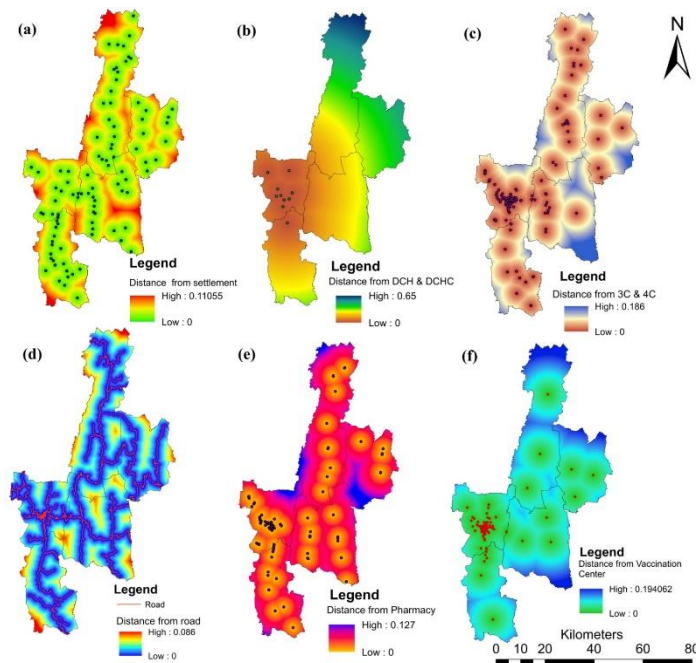 (a)
(b)
(c)
N
Legend
Distance from settlement
High : 0.11055
Low : 0
Legend
Distance from DCH & DCHC
High : 0.65
Low : 0
Legend
Distance from 3C & 4C
High : 0.186
Low : 0
(d)
(e)
(f)
Legend
Road
Distance from road
High : 0.086
Low : 0
Legend
Distance from Pharmacy
High : 0.127
Low : 0
Legend
Distance from Vaccination
Center
High : 0.194062
Low : 0
Kilometers
0 10 20 40 60 80